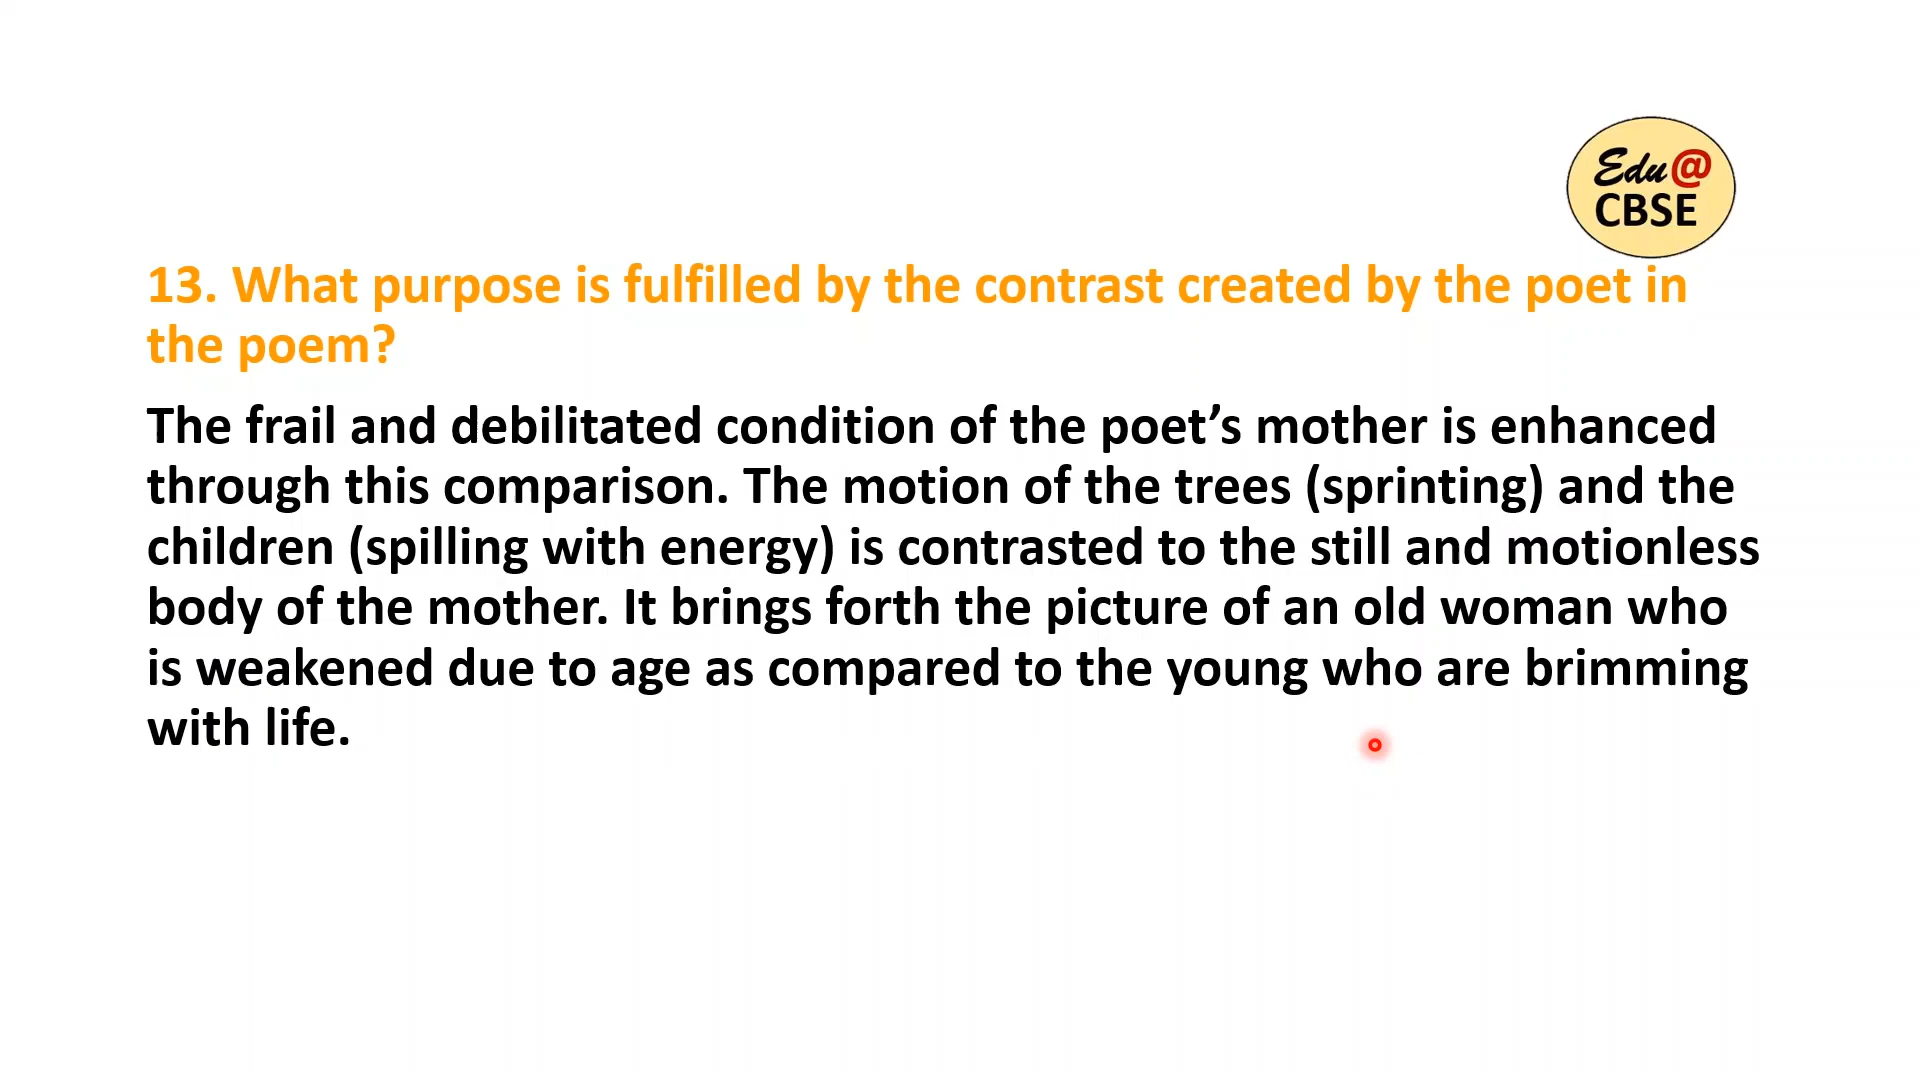 Edu@
CBSE
13. What purpose is fulfilled by the contrast created by the poet in
the poem?
The frail and debilitated condition of the poet’s mother is enhanced
through this comparison. The motion of the trees (sprinting) and the
children (spilling with energy) is contrasted to the still and motionless
body of the mother. It brings forth the picture of an old woman who
is weakened due to age as compared to the young who are brimming
with life.